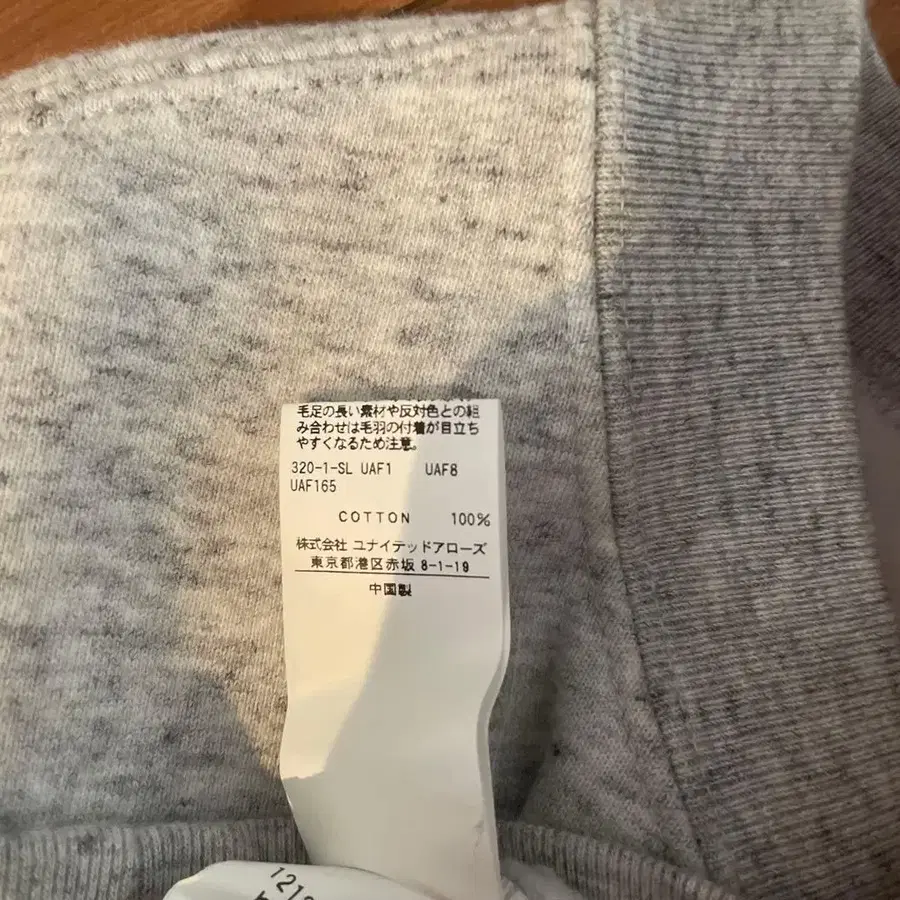 毛足の長い素材や反対色との組
み合わせは毛羽の付着が目立ち
やすくなるため注意。
320-1-SL UAF1 UAF8
UAF165
COTTON 100%
株式会社 ユナイテッドアローズ
東京都港区赤坂 8-1-19
中国製